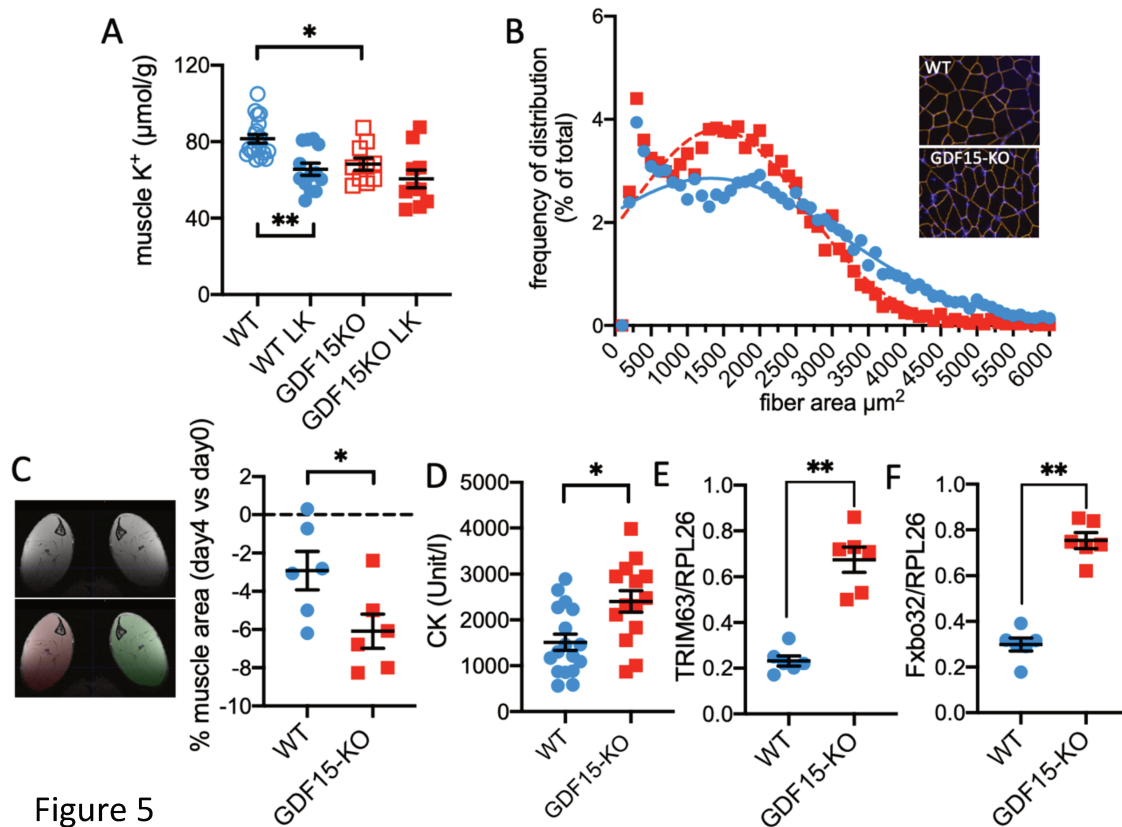 A
*
muscle K+ (µmol/g)
120
80
40
0
**
WT
WT LK
GDF15KO
GDF15KO LK
B
frequency of distribution
(% of total)
6
4
2
0
WT
GDF15-KO
0
500
1000
1500
2000
2500
3000
3500
4000
4500
5000
5500
6000
fiber area µm2
C
% muscle area (day4 vs day0)
2
0
-2
-4
-6
-8
-10
*
WT
GDF15-KO
D
CK (Unit/l)
5000
4000
3000
2000
1000
0
*
WT
GDF15-KO
E
TRIM63/RPL26
1.0
0.8
0.6
0.4
0.2
0.0
**
WT
GDF15-KO
F
Fxbo32/RPL26
1.0
0.8
0.6
0.4
0.2
0.0
**
WT
GDF15-KO
Figure 5